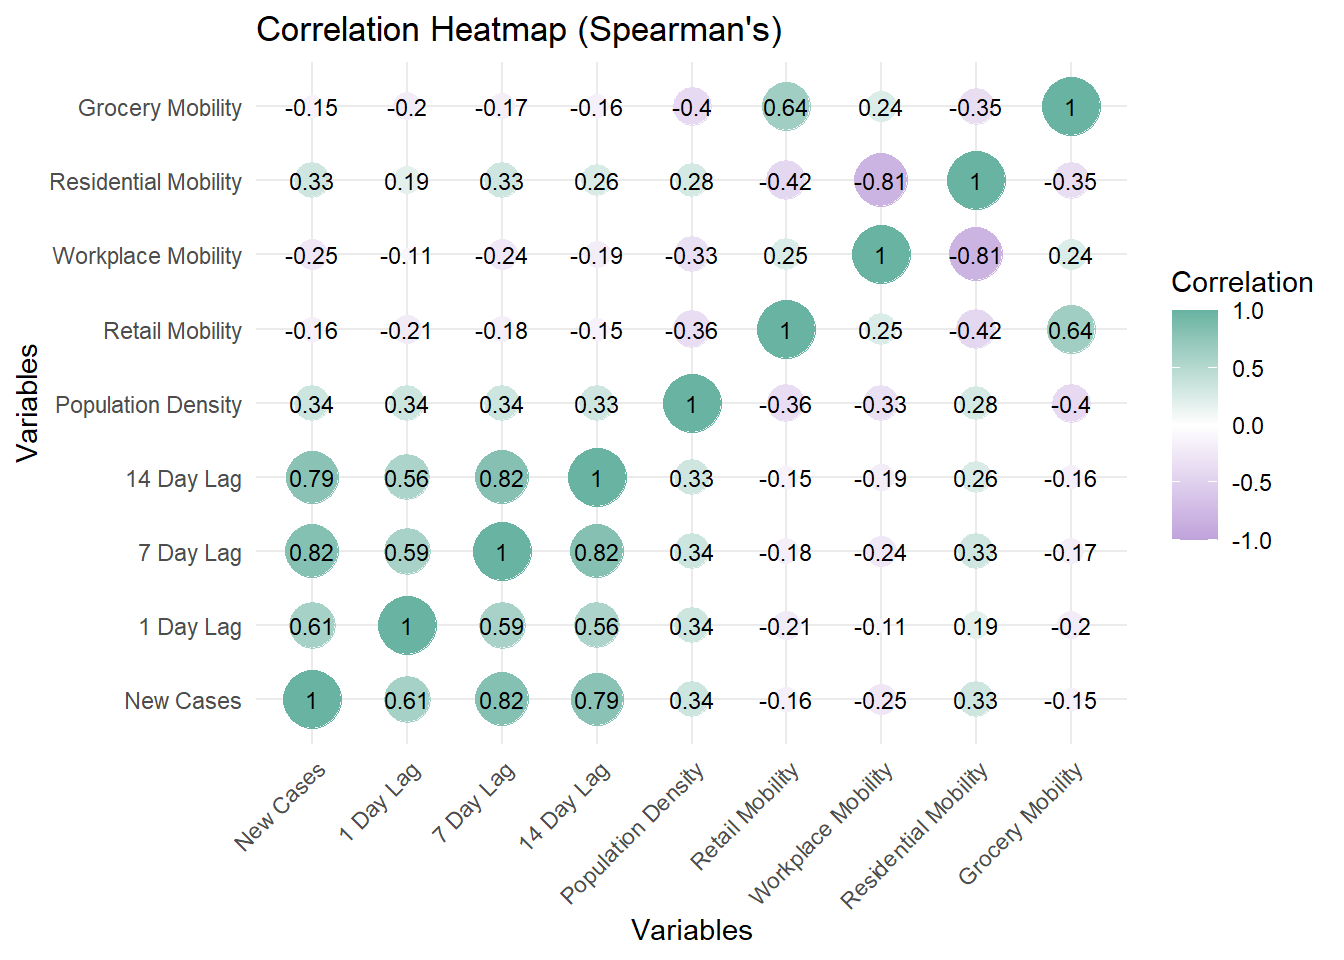 Correlation Heatmap (Spearman's)
Grocery Mobility -0.15 -0.2 -0.17 -0.16 -0.4 0.64 0.24 -0.35 1
Residential Mobility 0.33 0.19 0.33 0.26 0.28 -0.42 -0.81 1 -0.35
Workplace Mobility -0.25 -0.11 -0.24 -0.19 -0.33 0.25 1 -0.81 0.24
Retail Mobility -0.16 -0.21 -0.18 -0.15 -0.36 1 0.25 -0.42 0.64
Population Density 0.34 0.34 0.34 0.33 1 -0.36 -0.33 0.28 -0.4
14 Day Lag 0.79 0.56 0.82 1 0.33 -0.15 -0.19 0.26 -0.16
7 Day Lag 0.82 0.59 1 0.82 0.34 -0.18 -0.24 0.33 -0.17
1 Day Lag 0.61 1 0.59 0.56 0.34 -0.21 -0.11 0.19 -0.2
New Cases 1 0.61 0.82 0.79 0.34 -0.16 -0.25 0.33 -0.15
Variables
New Cases
1 Day Lag
7 Day Lag
14 Day Lag
Population Density
Retail Mobility
Workplace Mobility
Residential Mobility
Grocery Mobility
Variables
Correlation
1.0
0.5
0.0
-0.5
-1.0